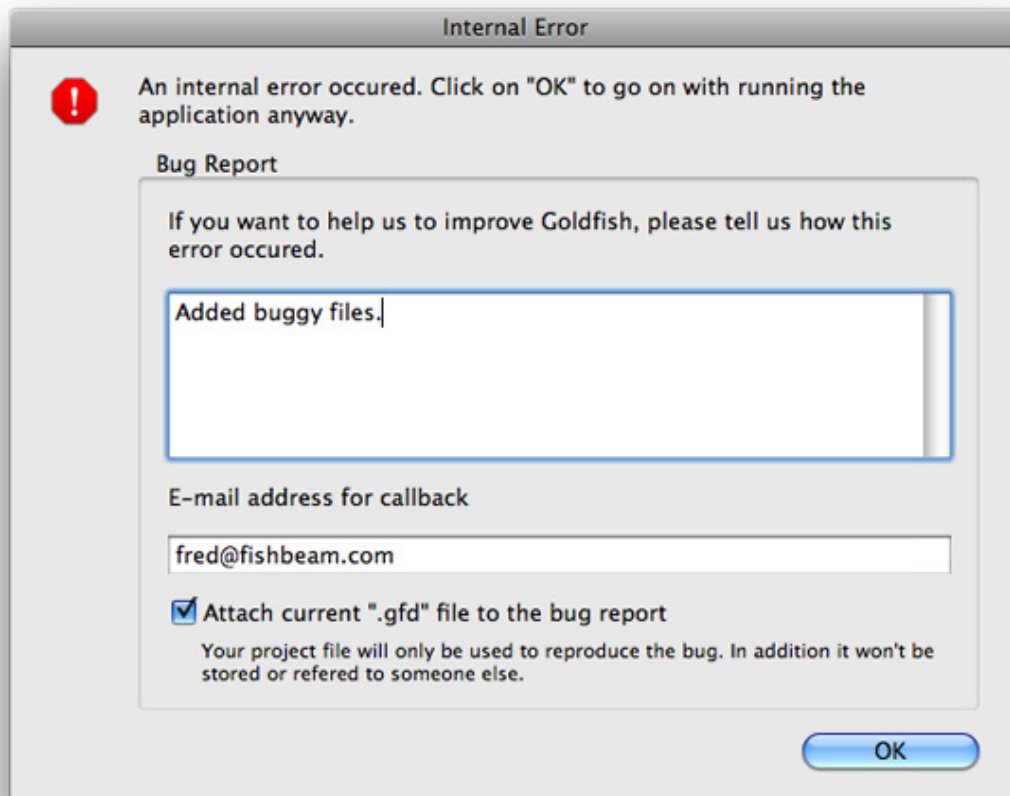 Internal Error
An internal error occured. Click on "OK" to go on with running the
application anyway.
Bug Report
If you want to help us to improve Goldfish, please tell us how this
error occured.
Added buggy files.
E-mail address for callback
fred@fishbeam.com
Attach current ".gfd" file to the bug report
Your project file will only be used to reproduce the bug. In addition it won't be
stored or refered to someone else.
OK